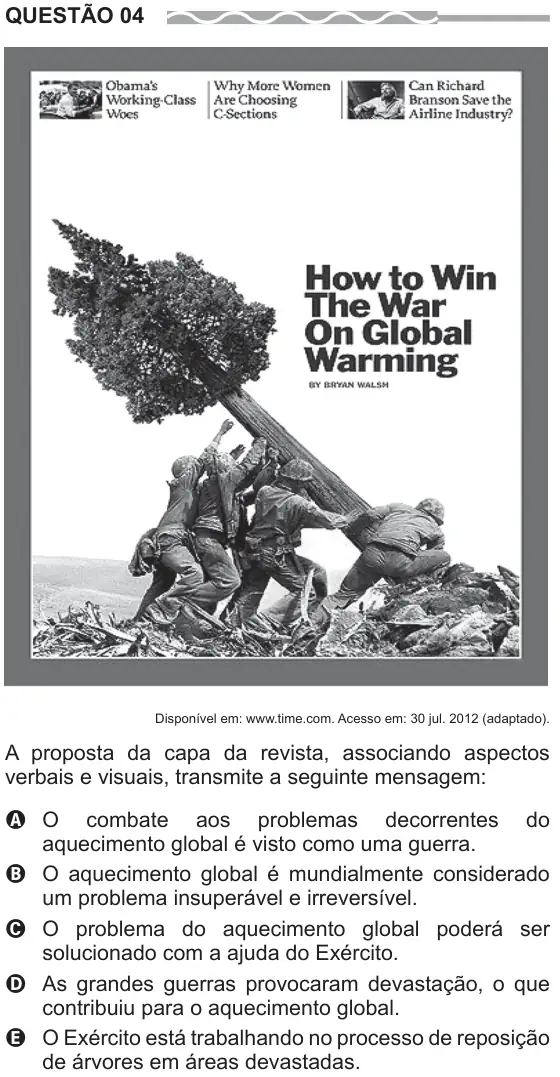 QUESTÃO 04
Obama's
Working-Class
Woes
Why More Women
Are Choosing
C-Sections
Can Richard
Branson Save the
Airline Industry?
How to Win
The War
On Global
Warming
BY BRYAN WALSH
Disponível em: www.time.com. Acesso em: 30 jul. 2012 (adaptado).
A proposta da capa da revista, associando aspectos
verbais e visuais, transmite a seguinte mensagem:
A O combate aos problemas decorrentes do
aquecimento global é visto como uma guerra.
B O aquecimento global é mundialmente considerado
um problema insuperável e irreversível.
C O problema do aquecimento global poderá ser
solucionado com a ajuda do Exército.
D As grandes guerras provocaram devastação, o que
contribuiu para o aquecimento global.
E O Exército está trabalhando no processo de reposição
de árvores em áreas devastadas.